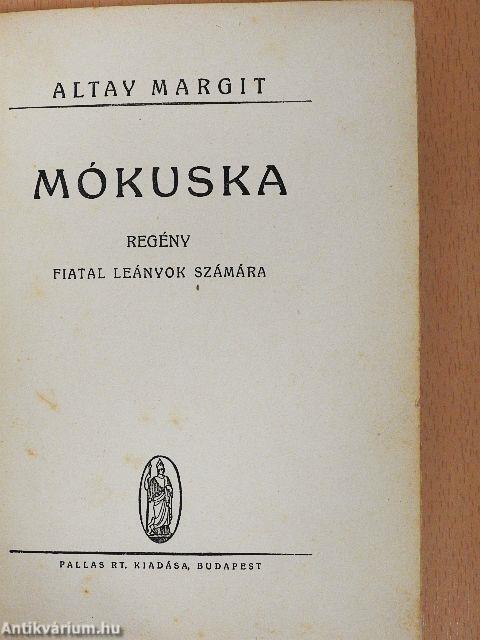 ALTAY MARGIT
MÓKUSKA
REGÉNY
FIATAL LEÁNYOK SZÁMÁRA
PALLAS RT. KIADÁSA, BUDAPEST
Antikvárium.hu